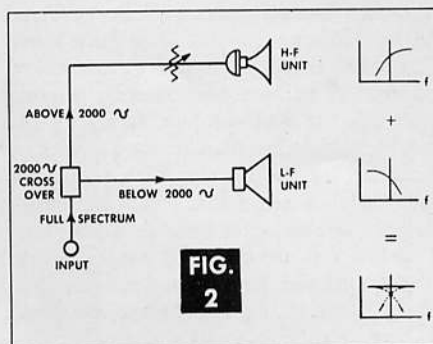 H-F
UNIT
f
ABOVE 2000 ∿
+
2000∿
CROSS
OVER
BELOW 2000 ∿
L-F
UNIT
f
FULL SPECTRUM
=
INPUT
FIG.
2
f